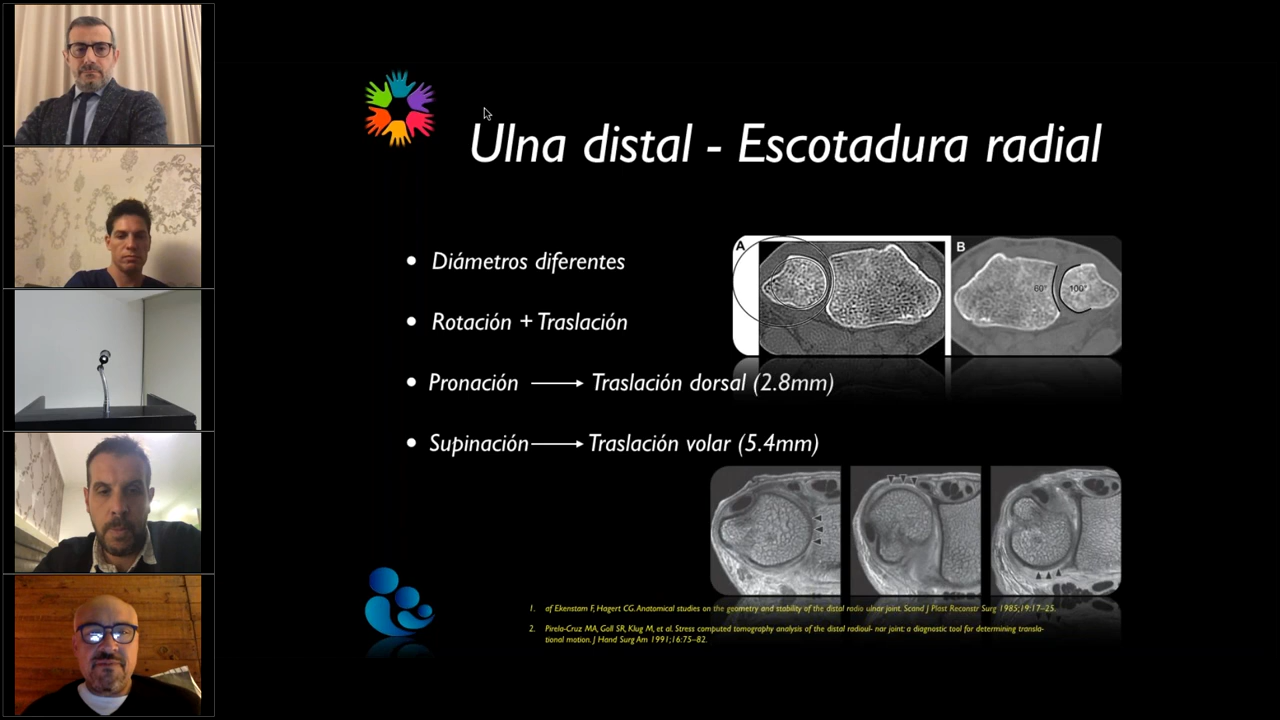 Ulna distal - Escotadura radial
• Diámetros diferentes
• Rotación + Traslación
• Pronación → Traslación dorsal (2.8mm)
• Supinación → Traslación volar (5.4mm)
A
B
60°
100°
1. af Ekenstam F, Hagert CG. Anatomical studies on the geometry and stability of the distal radio ulnar joint. Scand J Plast Reconstr Surg 1985;19:17–25.
2. Pirela-Cruz MA, Goll SR, Klug M, et al. Stress computed tomography analysis of the distal radioul- nar joint: a diagnostic tool for determining transla-
tional motion. J Hand Surg Am 1991;16:75–82.